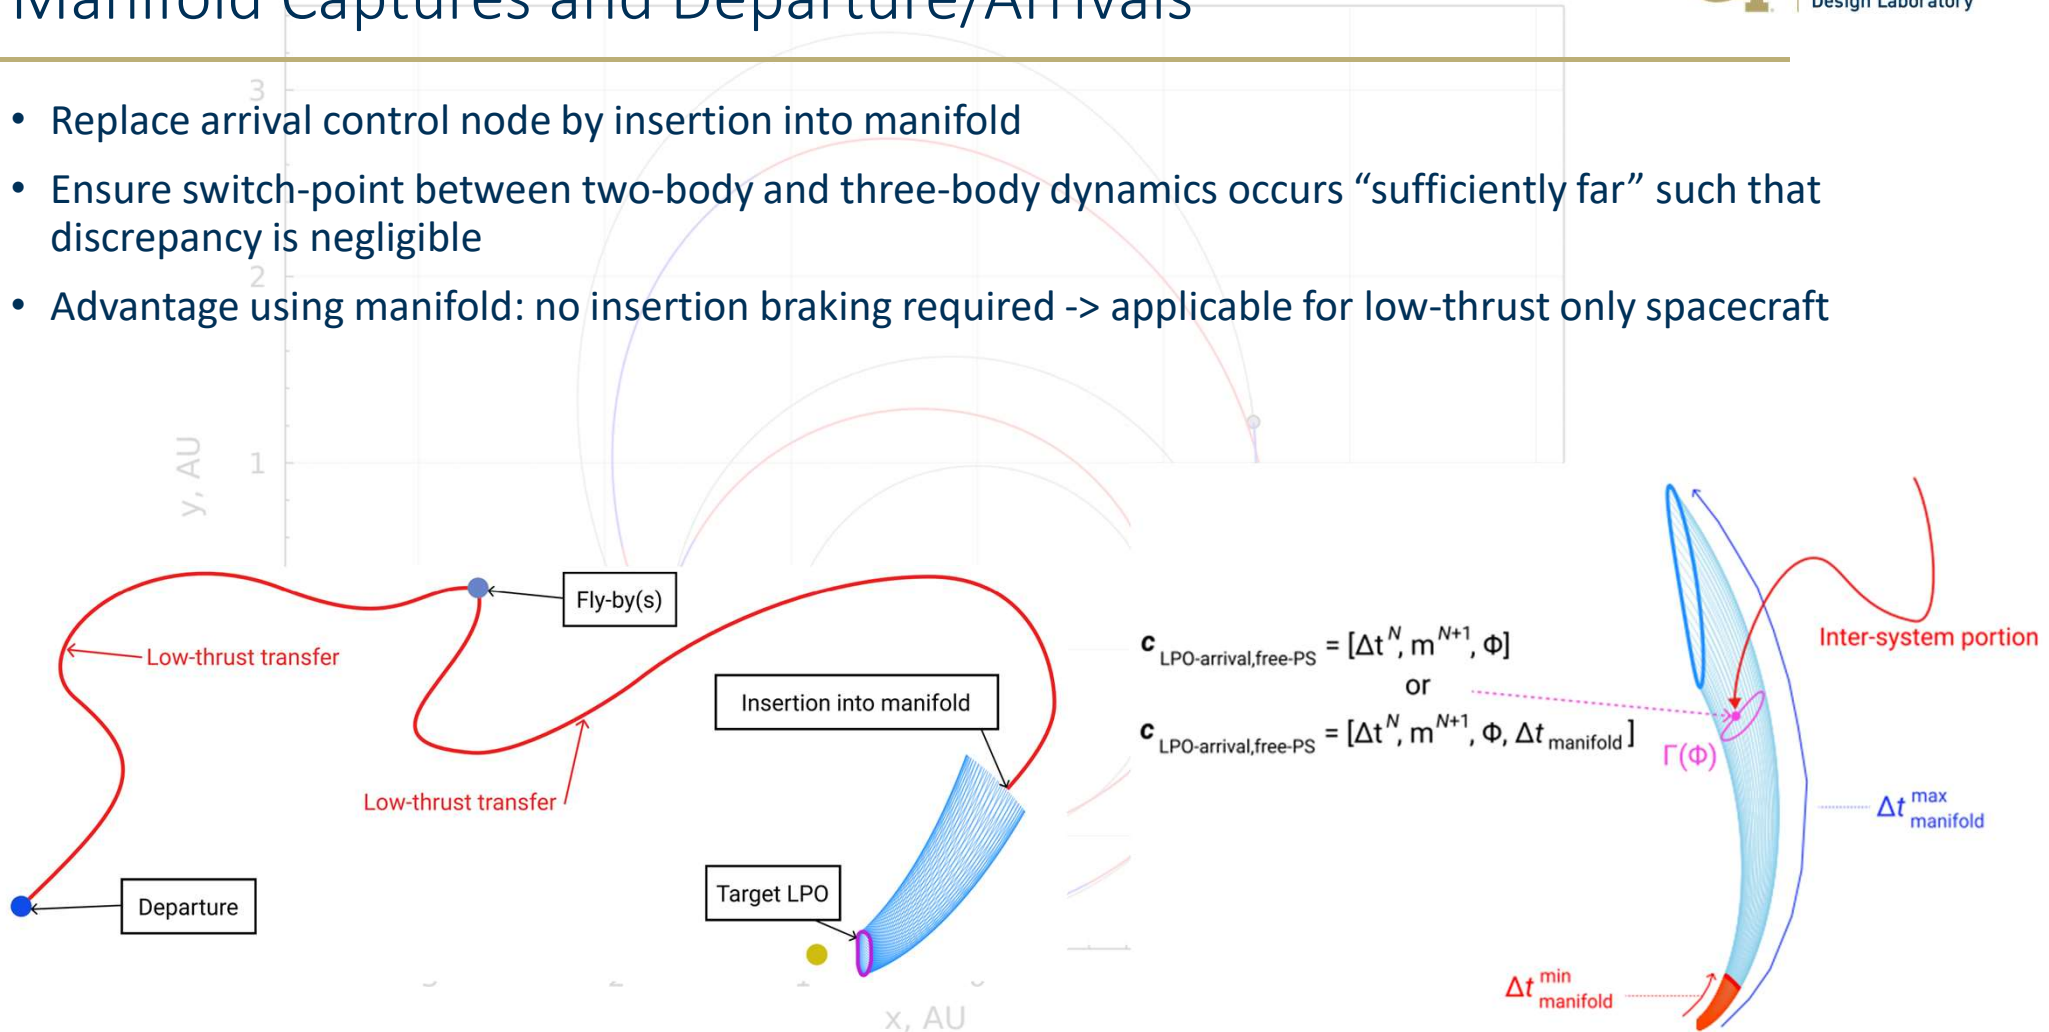 Manifold Captures and Departure/Arrivals
Design Laboratory
• Replace arrival control node by insertion into manifold
• Ensure switch-point between two-body and three-body dynamics occurs “sufficiently far” such that
discrepancy is negligible
• Advantage using manifold: no insertion braking required -> applicable for low-thrust only spacecraft
3
2
1
y, AU
x, AU
Fly-by(s)
Low-thrust transfer
Insertion into manifold
Low-thrust transfer
Target LPO
Departure
c LPO-arrival,free-PS = [Δt^N, m^N+1, Φ]
or
c LPO-arrival,free-PS = [Δt^N, m^N+1, Φ, Δt manifold]
Inter-system portion
Γ(Φ)
Δt max manifold
Δt min manifold